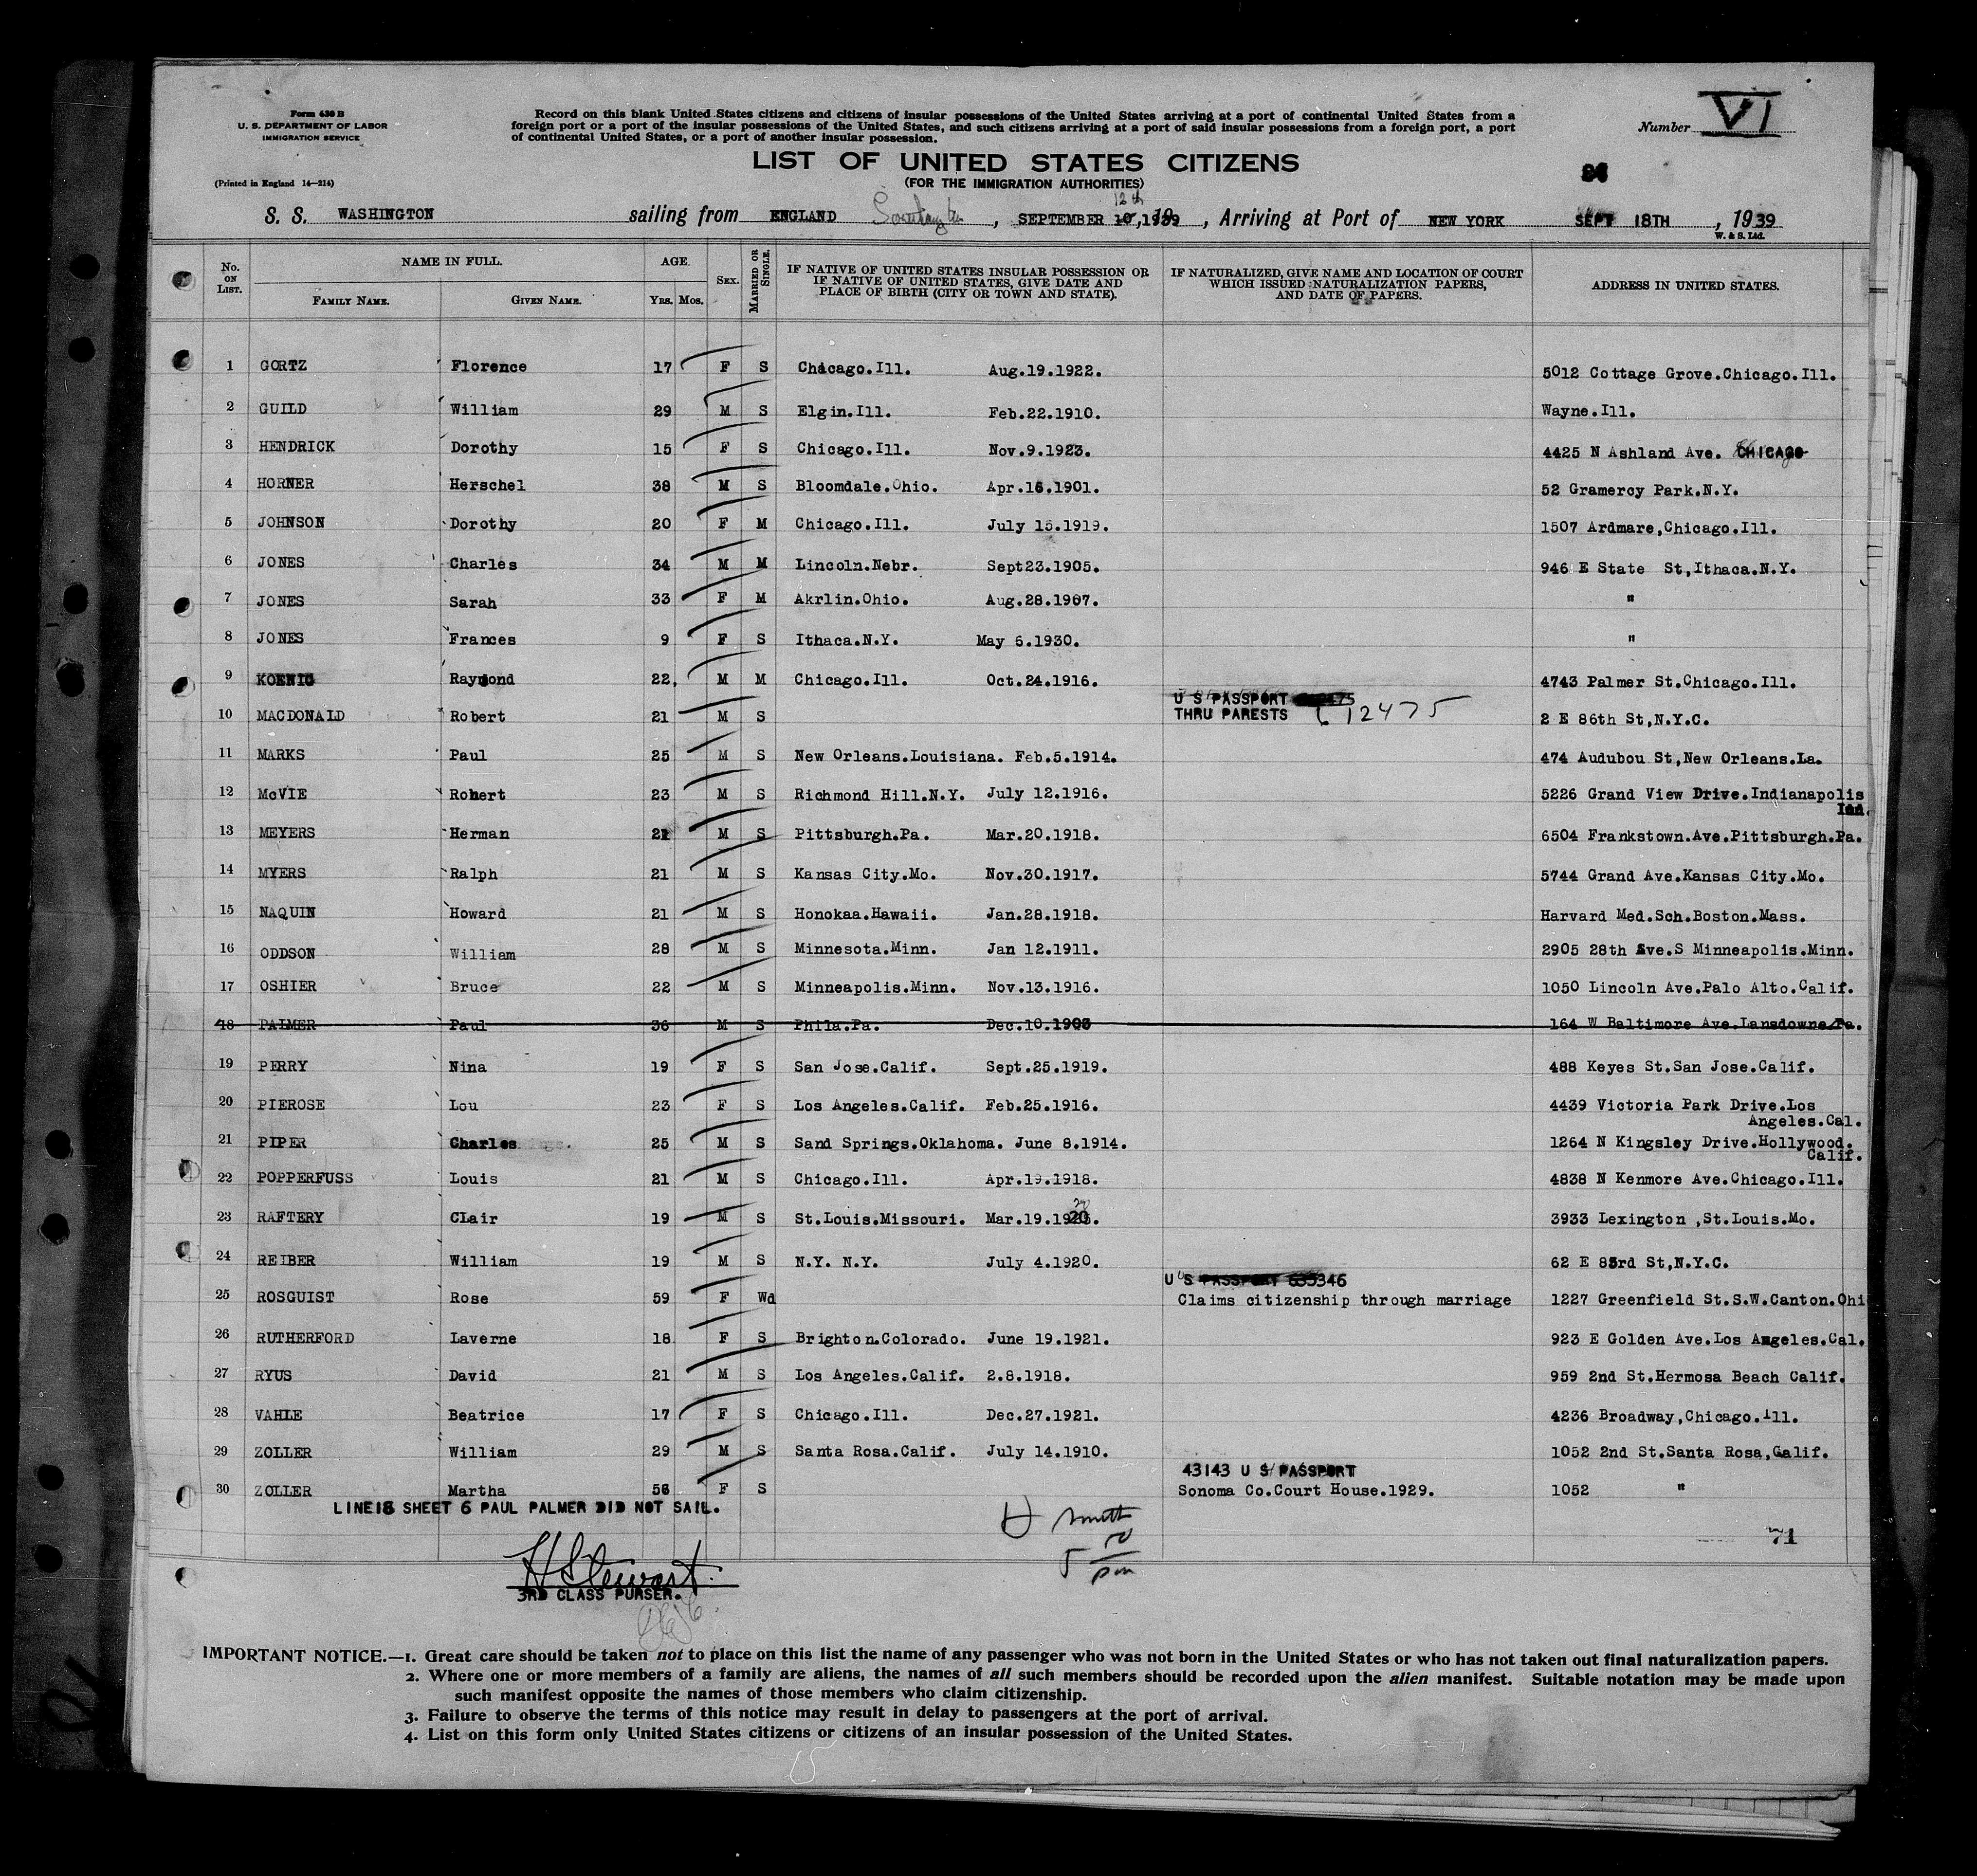 Form 630 B
U. S. DEPARTMENT OF LABOR
IMMIGRATION SERVICE
(Printed in England 14—214)
Record on this blank United States citizens and citizens of insular possessions of the United States arriving at a port of continental United States from a
foreign port or a port of the insular possessions of the United States, and such citizens arriving at a port of said insular possessions from a foreign port, a port
of continental United States, or a port of another insular possession.
Number VI
LIST OF UNITED STATES CITIZENS
(FOR THE IMMIGRATION AUTHORITIES)
12th
S. S. WASHINGTON sailing from ENGLAND , SEPTEMBER 10,1939 , Arriving at Port of NEW YORK SEPT 18TH , 1939
W. & S. Ltd.
No. ON LIST. NAME IN FULL. FAMILY NAME. GIVEN NAME. AGE. YRS. MOS. SEX. MARRIED OR SINGLE. IF NATIVE OF UNITED STATES INSULAR POSSESSION OR IF NATIVE OF UNITED STATES, GIVE DATE AND PLACE OF BIRTH (CITY OR TOWN AND STATE). IF NATURALIZED, GIVE NAME AND LOCATION OF COURT WHICH ISSUED NATURALIZATION PAPERS, AND DATE OF PAPERS. ADDRESS IN UNITED STATES.
1 GORTZ Florence 17 F S Chicago.Ill. Aug.19.1922. 5012 Cottage Grove.Chicago.Ill.
2 GUILD William 29 M S Elgin.Ill. Feb.22.1910. Wayne.Ill.
3 HENDRICK Dorothy 15 F S Chicago.Ill. Nov.9.1923. 4425 N Ashland Ave. CHICAGO
4 HORNER Herschel 38 M S Bloomdale.Ohio. Apr.16.1901. 52 Gramercy Park.N.Y.
5 JOHNSON Dorothy 20 F M Chicago.Ill. July 15.1919. 1507 Ardmare,Chicago.Ill.
6 JONES Charles 34 M M Lincoln.Nebr. Sept23.1905. 946 E State St,Ithaca.N.Y.
7 JONES Sarah 33 F M Akrlin.Ohio. Aug.28.1907. "
8 JONES Frances 9 F S Ithaca.N.Y. May 6.1930. "
9 KOENIG Raymond 22, M M Chicago.Ill. Oct.24.1916. 4743 Palmer St.Chicago.Ill.
U S PASSPORT
10 MACDONALD Robert 21 M S THRU PARESTS 612475 2 E 86th St,N.Y.C.
11 MARKS Paul 25 M S New Orleans.Louisiana. Feb.5.1914. 474 Audubou St,New Orleans.La.
12 McVIE Robert 23 M S Richmond Hill.N.Y. July 12.1916. 5226 Grand View Drive.Indianapolis
Ind.
13 MEYERS Herman 21 M S Pittsburgh.Pa. Mar.20.1918. 6504 Frankstown.Ave.Pittsburgh.Pa.
14 MYERS Ralph 21 M S Kansas City.Mo. Nov.30.1917. 5744 Grand Ave.Kansas City.Mo.
15 NAQUIN Howard 21 M S Honokaa.Hawaii. Jan.28.1918. Harvard Med.Sch.Boston.Mass.
16 ODDSON William 28 M S Minnesota.Minn. Jan 12.1911. 2905 28th Ave.S Minneapolis.Minn.
17 OSHIER Bruce 22 M S Minneapolis.Minn. Nov.13.1916. 1050 Lincoln Ave.Palo Alto.Calif.
18 PALMER Paul 36 M S Phila.Pa. Dec.10.1903 164 W Baltimore Ave.Lansdowne Pa.
19 PERRY Nina 19 F S San Jose.Calif. Sept.25.1919. 488 Keyes St.San Jose.Calif.
20 PIEROSE Lou 23 F S Los Angeles.Calif. Feb.25.1916. 4439 Victoria Park Drive.Los
Angeles.Cal.
21 PIPER Charles 25 M S Sand Springs.Oklahoma. June 8.1914. 1264 N Kingsley Drive.Hollywood.
Calif.
22 POPPERFUSS Louis 21 M S Chicago.Ill. Apr.19.1918. 4838 N Kenmore Ave.Chicago.Ill.
23 RAFTERY CLair 19 M S St.Louis.Missouri. Mar.19.1920. 3933 Lexington ,St.Louis.Mo.
24 REIBER William 19 M S N.Y. N.Y. July 4.1920. 62 E 83rd St,N.Y.C.
U S PASSPORT 635346
25 ROSGUIST Rose 59 F Wd Claims citizenship through marriage 1227 Greenfield St.S.W.Canton.Ohi
26 RUTHERFORD Laverne 18 F S Brighton.Colorado. June 19.1921. 923 E Golden Ave.Los Angeles.Cal.
27 RYUS David 21 M S Los Angeles.Calif. 2.8.1918. 959 2nd St.Hermosa Beach Calif.
28 VAHLE Beatrice 17 F S Chicago.Ill. Dec.27.1921. 4236 Broadway,Chicago.Ill.
29 ZOLLER William 29 M S Santa Rosa.Calif. July 14.1910. 1052 2nd St.Santa Rosa,Calif.
43143 U S PASSPORT
30 ZOLLER Martha 56 F S Sonoma Co.Court House.1929. 1052 "
LINE18 SHEET 6 PAUL PALMER DID NOT SAIL.
71
H Stewart.
3RD CLASS PURSER.
IMPORTANT NOTICE.—1. Great care should be taken not to place on this list the name of any passenger who was not born in the United States or who has not taken out final naturalization papers.
2. Where one or more members of a family are aliens, the names of all such members should be recorded upon the alien manifest. Suitable notation may be made upon
such manifest opposite the names of those members who claim citizenship.
3. Failure to observe the terms of this notice may result in delay to passengers at the port of arrival.
4. List on this form only United States citizens or citizens of an insular possession of the United States.